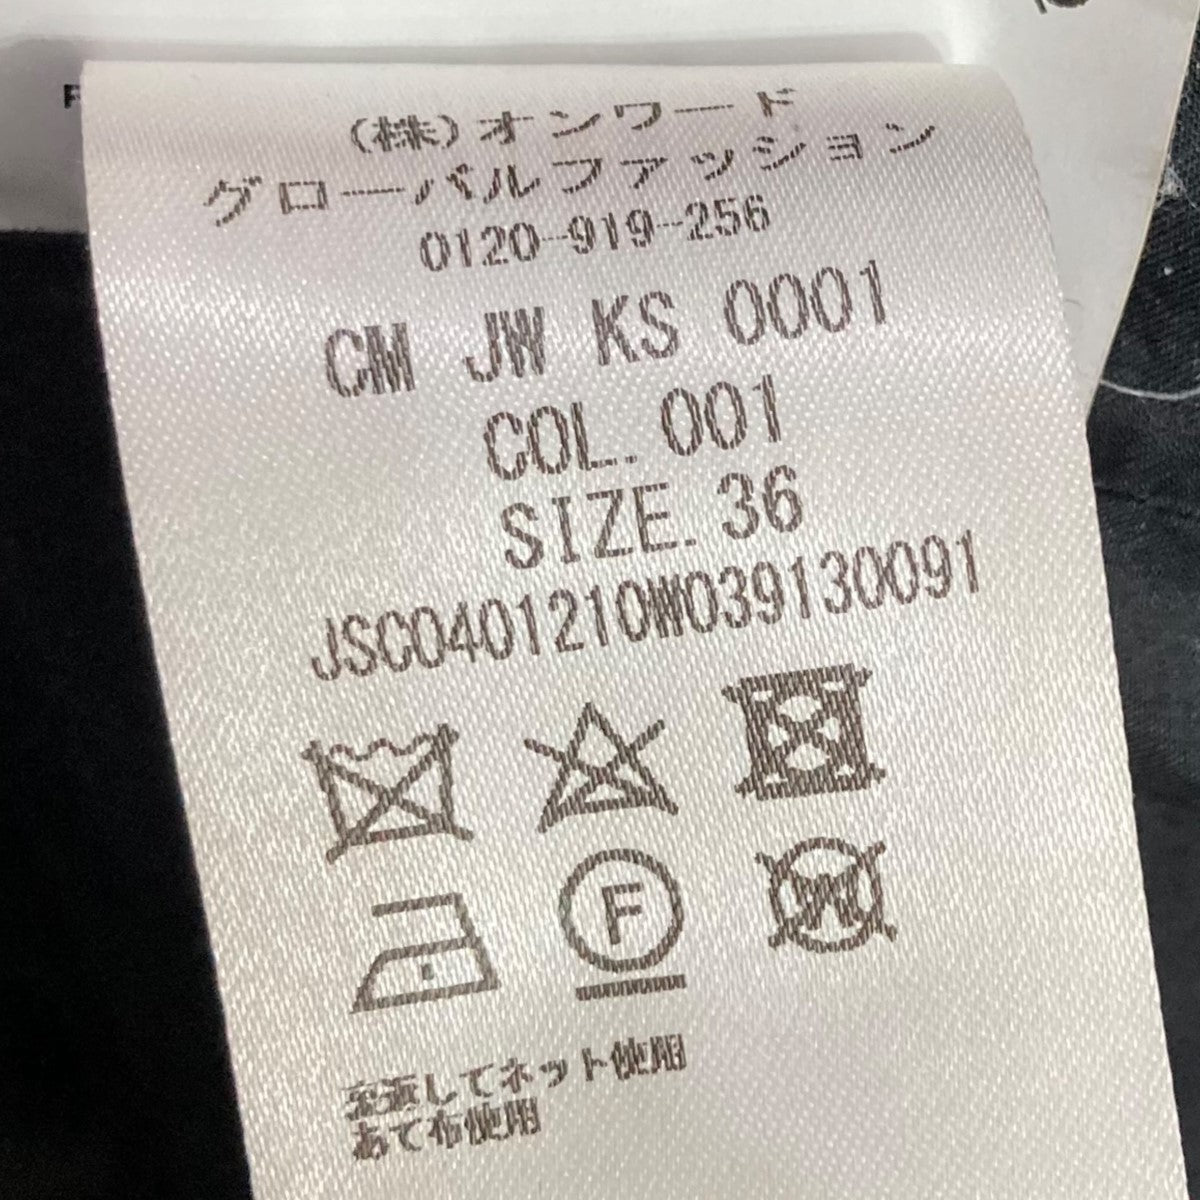 (株)オンワード
グローバルファッション
0120-919-256
CM JW KS 0001
COL.001
SIZE.36
JSC0401210W039130091
F
裏返してネット使用
あて布使用